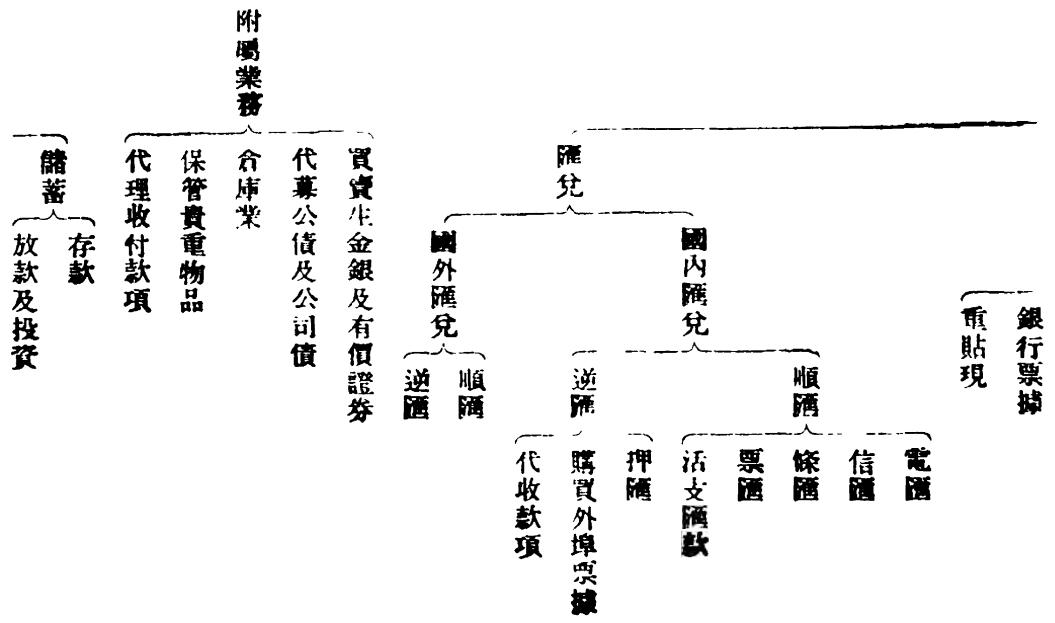 銀行票據
重貼現
匯兌
國內匯兌
順匯
電匯
信匯
條匯
票匯
活支匯款
逆匯
押匯
購買外埠票據
代收款項
國外匯兌
順匯
逆匯
附屬業務
買賣生金銀及有價證券
代募公債及公司債
倉庫業
保管貴重物品
代理收付款項
儲蓄
存款
放款及投資